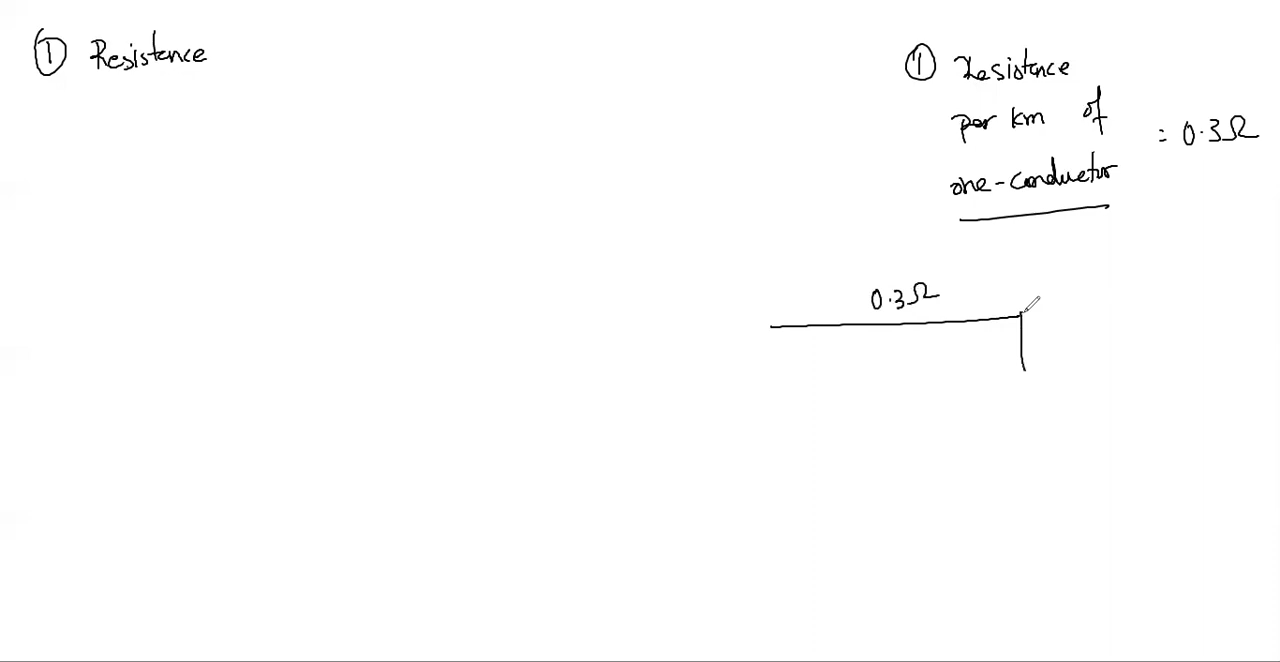 ① Resistance
① Resistance
per km of
one-conductor
= 0.3Ω
0.3Ω